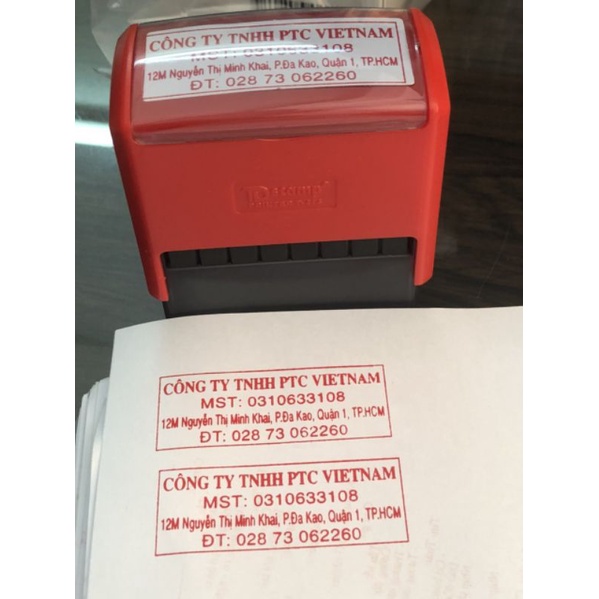 CÔNG TY TNHH PTC VIETNAM
MST: 0310633108
12M Nguyễn Thị Minh Khai, P.Đa Kao, Quận 1, TP.HCM
ĐT: 028 73 062260
stamp
CÔNG TY TNHH PTC VIETNAM
MST: 0310633108
12M Nguyễn Thị Minh Khai, P.Đa Kao, Quận 1, TP.HCM
ĐT: 028 73 062260
CÔNG TY TNHH PTC VIETNAM
MST: 0310633108
12M Nguyễn Thị Minh Khai, P.Đa Kao, Quận 1, TP.HCM
ĐT: 028 73 062260